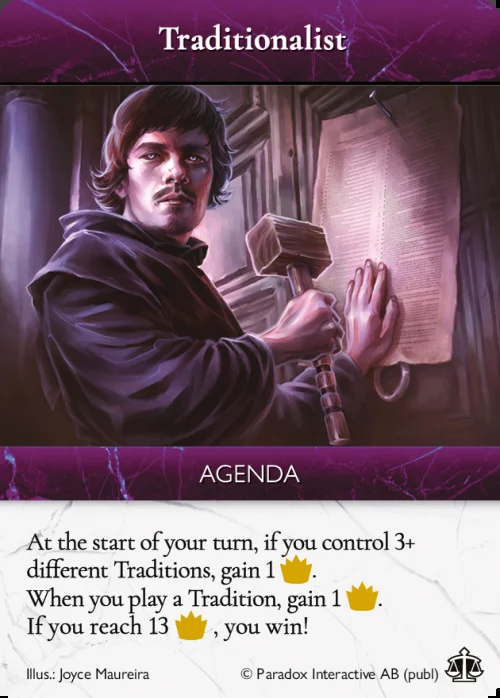 Traditionalist
AGENDA
At the start of your turn, if you control 3+
different Traditions, gain 1 .
When you play a Tradition, gain 1 .
If you reach 13 , you win!
Illus.: Joyce Maureira © Paradox Interactive AB (publ)